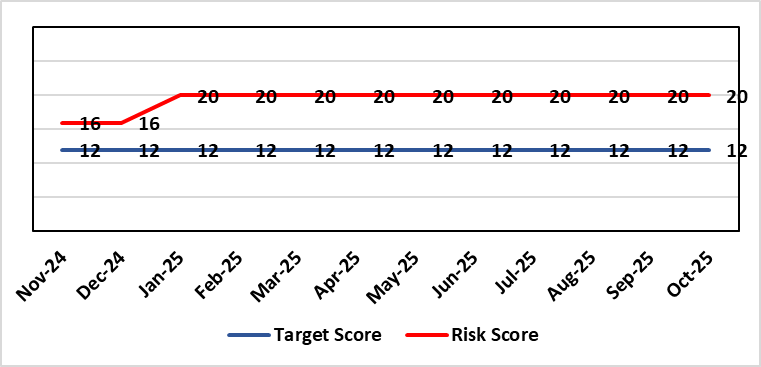 20 20 20 20 20 20 20 20 20 20
16 16
12 12 12 12 12 12 12 12 12 12 12 12
Nov-24 Dec-24 Jan-25 Feb-25 Mar-25 Apr-25 May-25 Jun-25 Jul-25 Aug-25 Sep-25 Oct-25
Target Score Risk Score